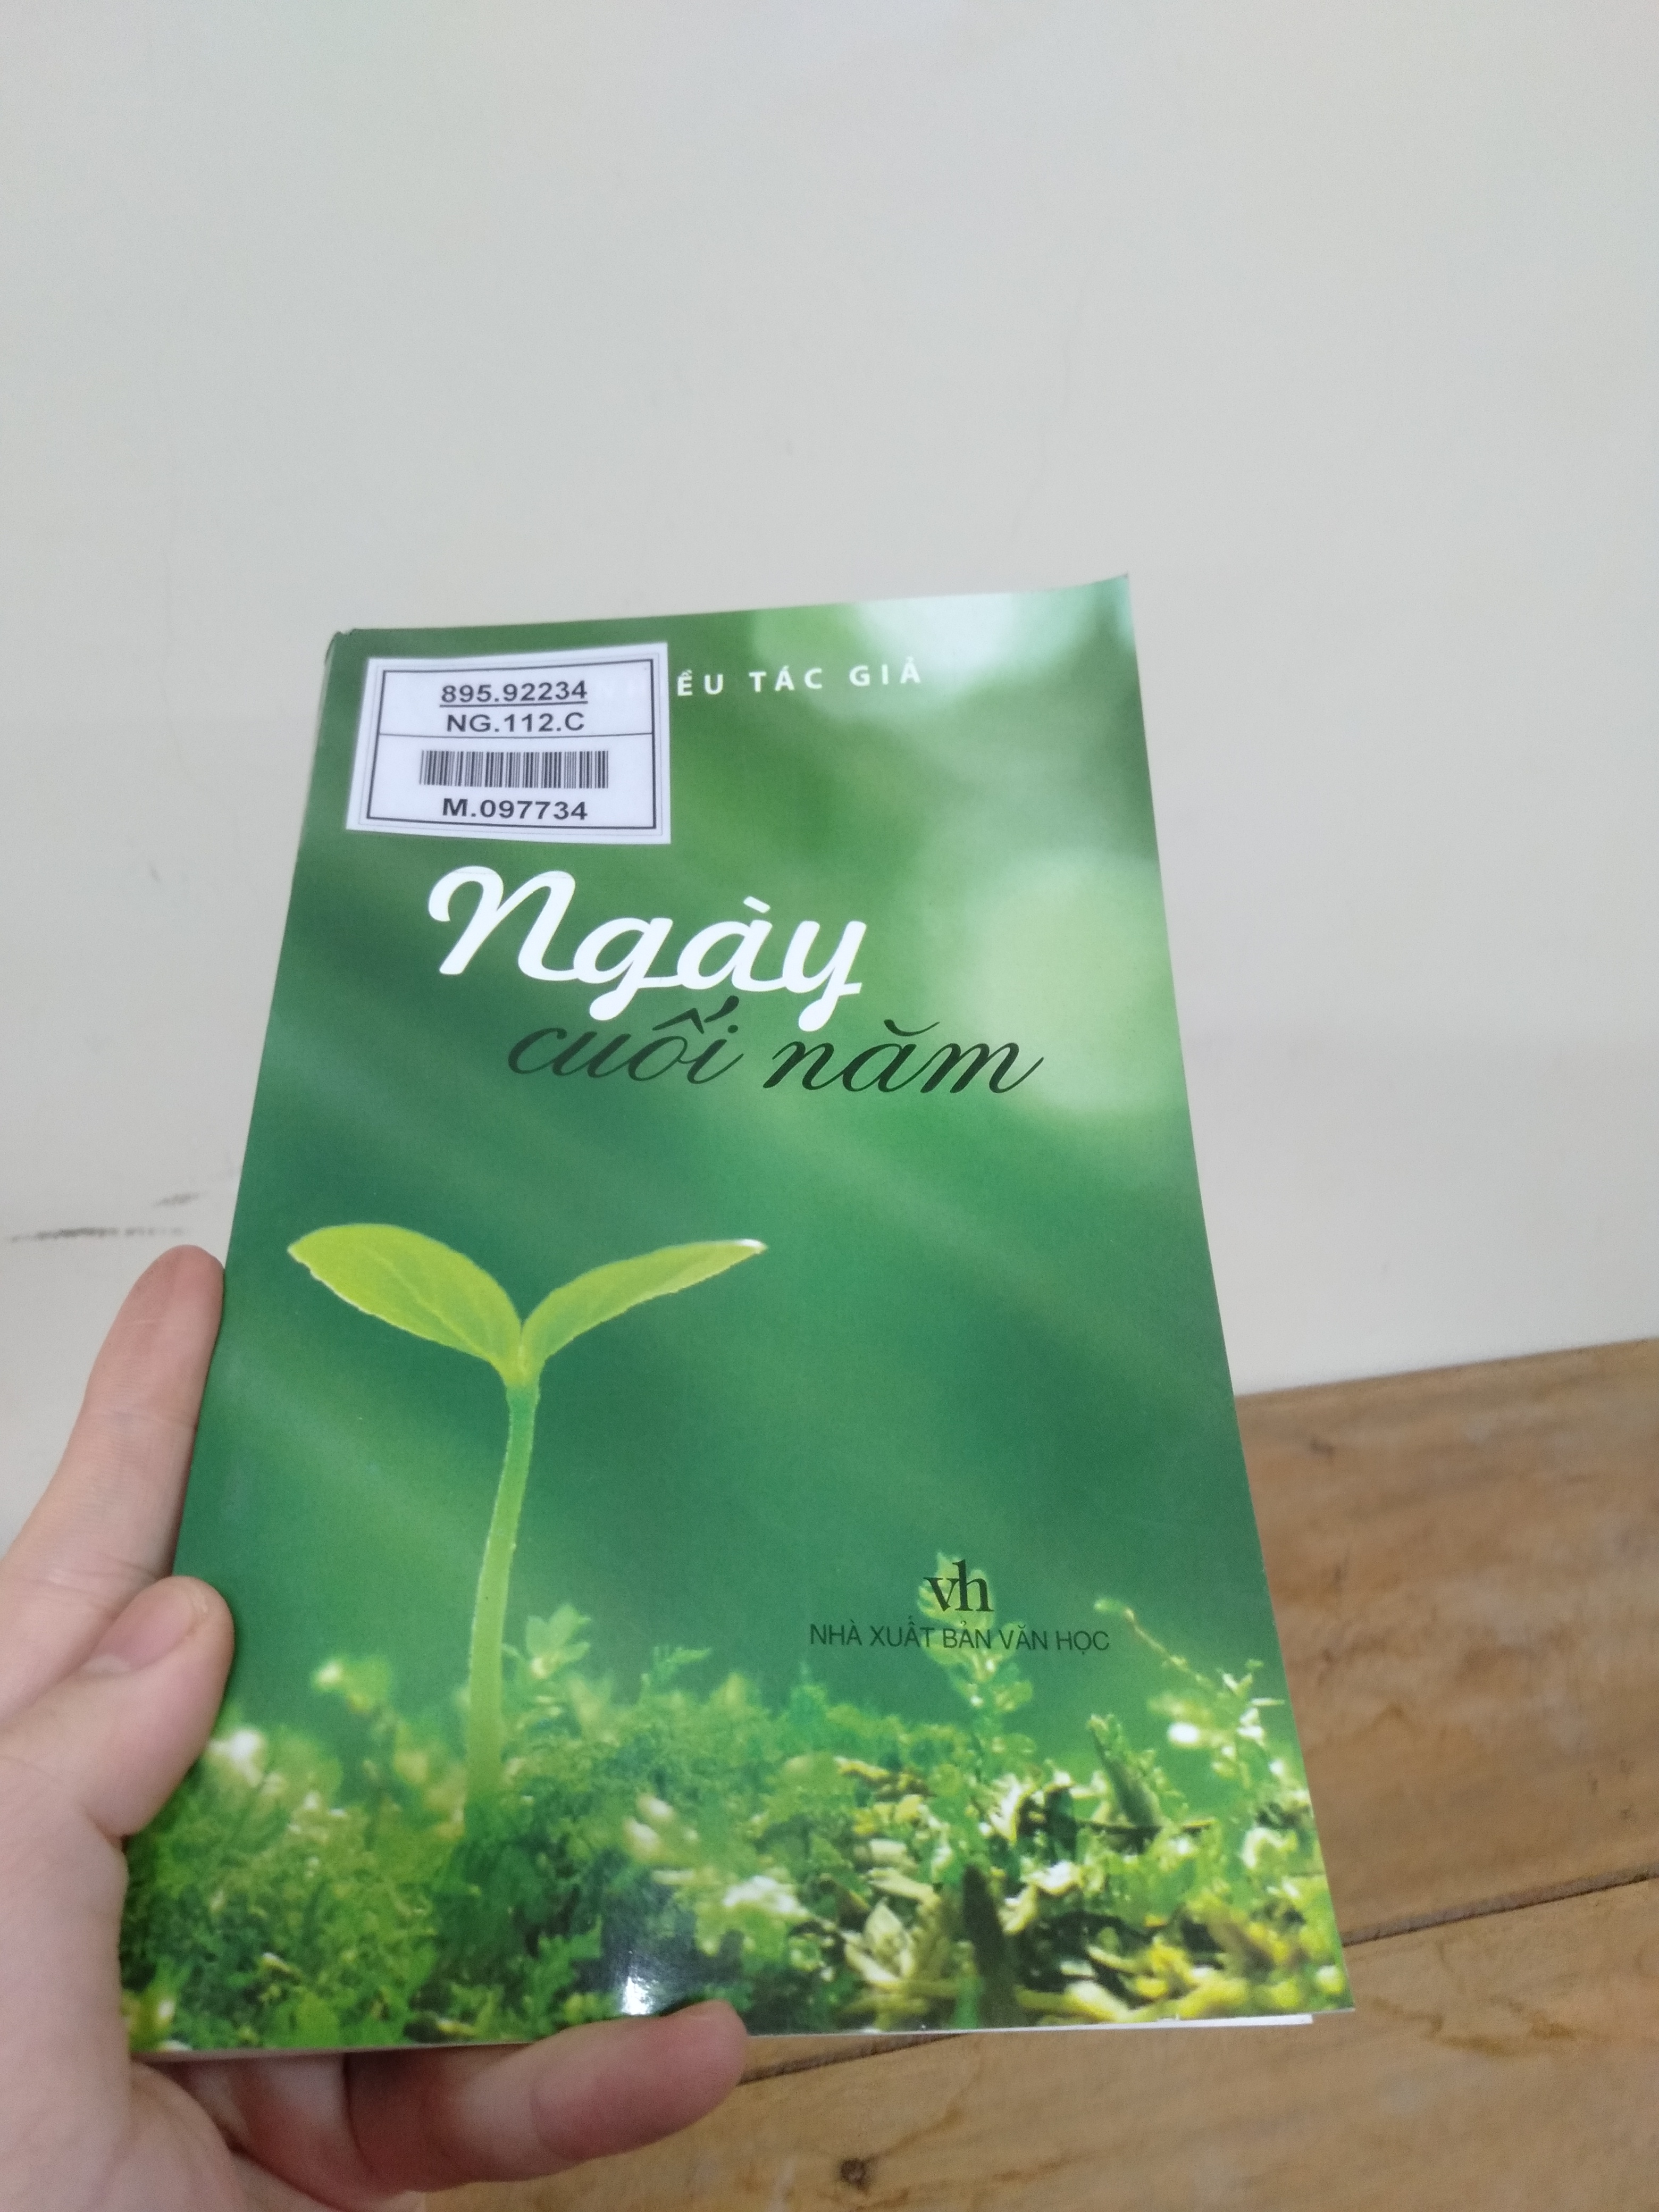 ỀU TÁC GIẢ
895.92234
NG.112.C
M.097734
Ngày
cuối năm
vh
NHÀ XUẤT BẢN VĂN HỌC